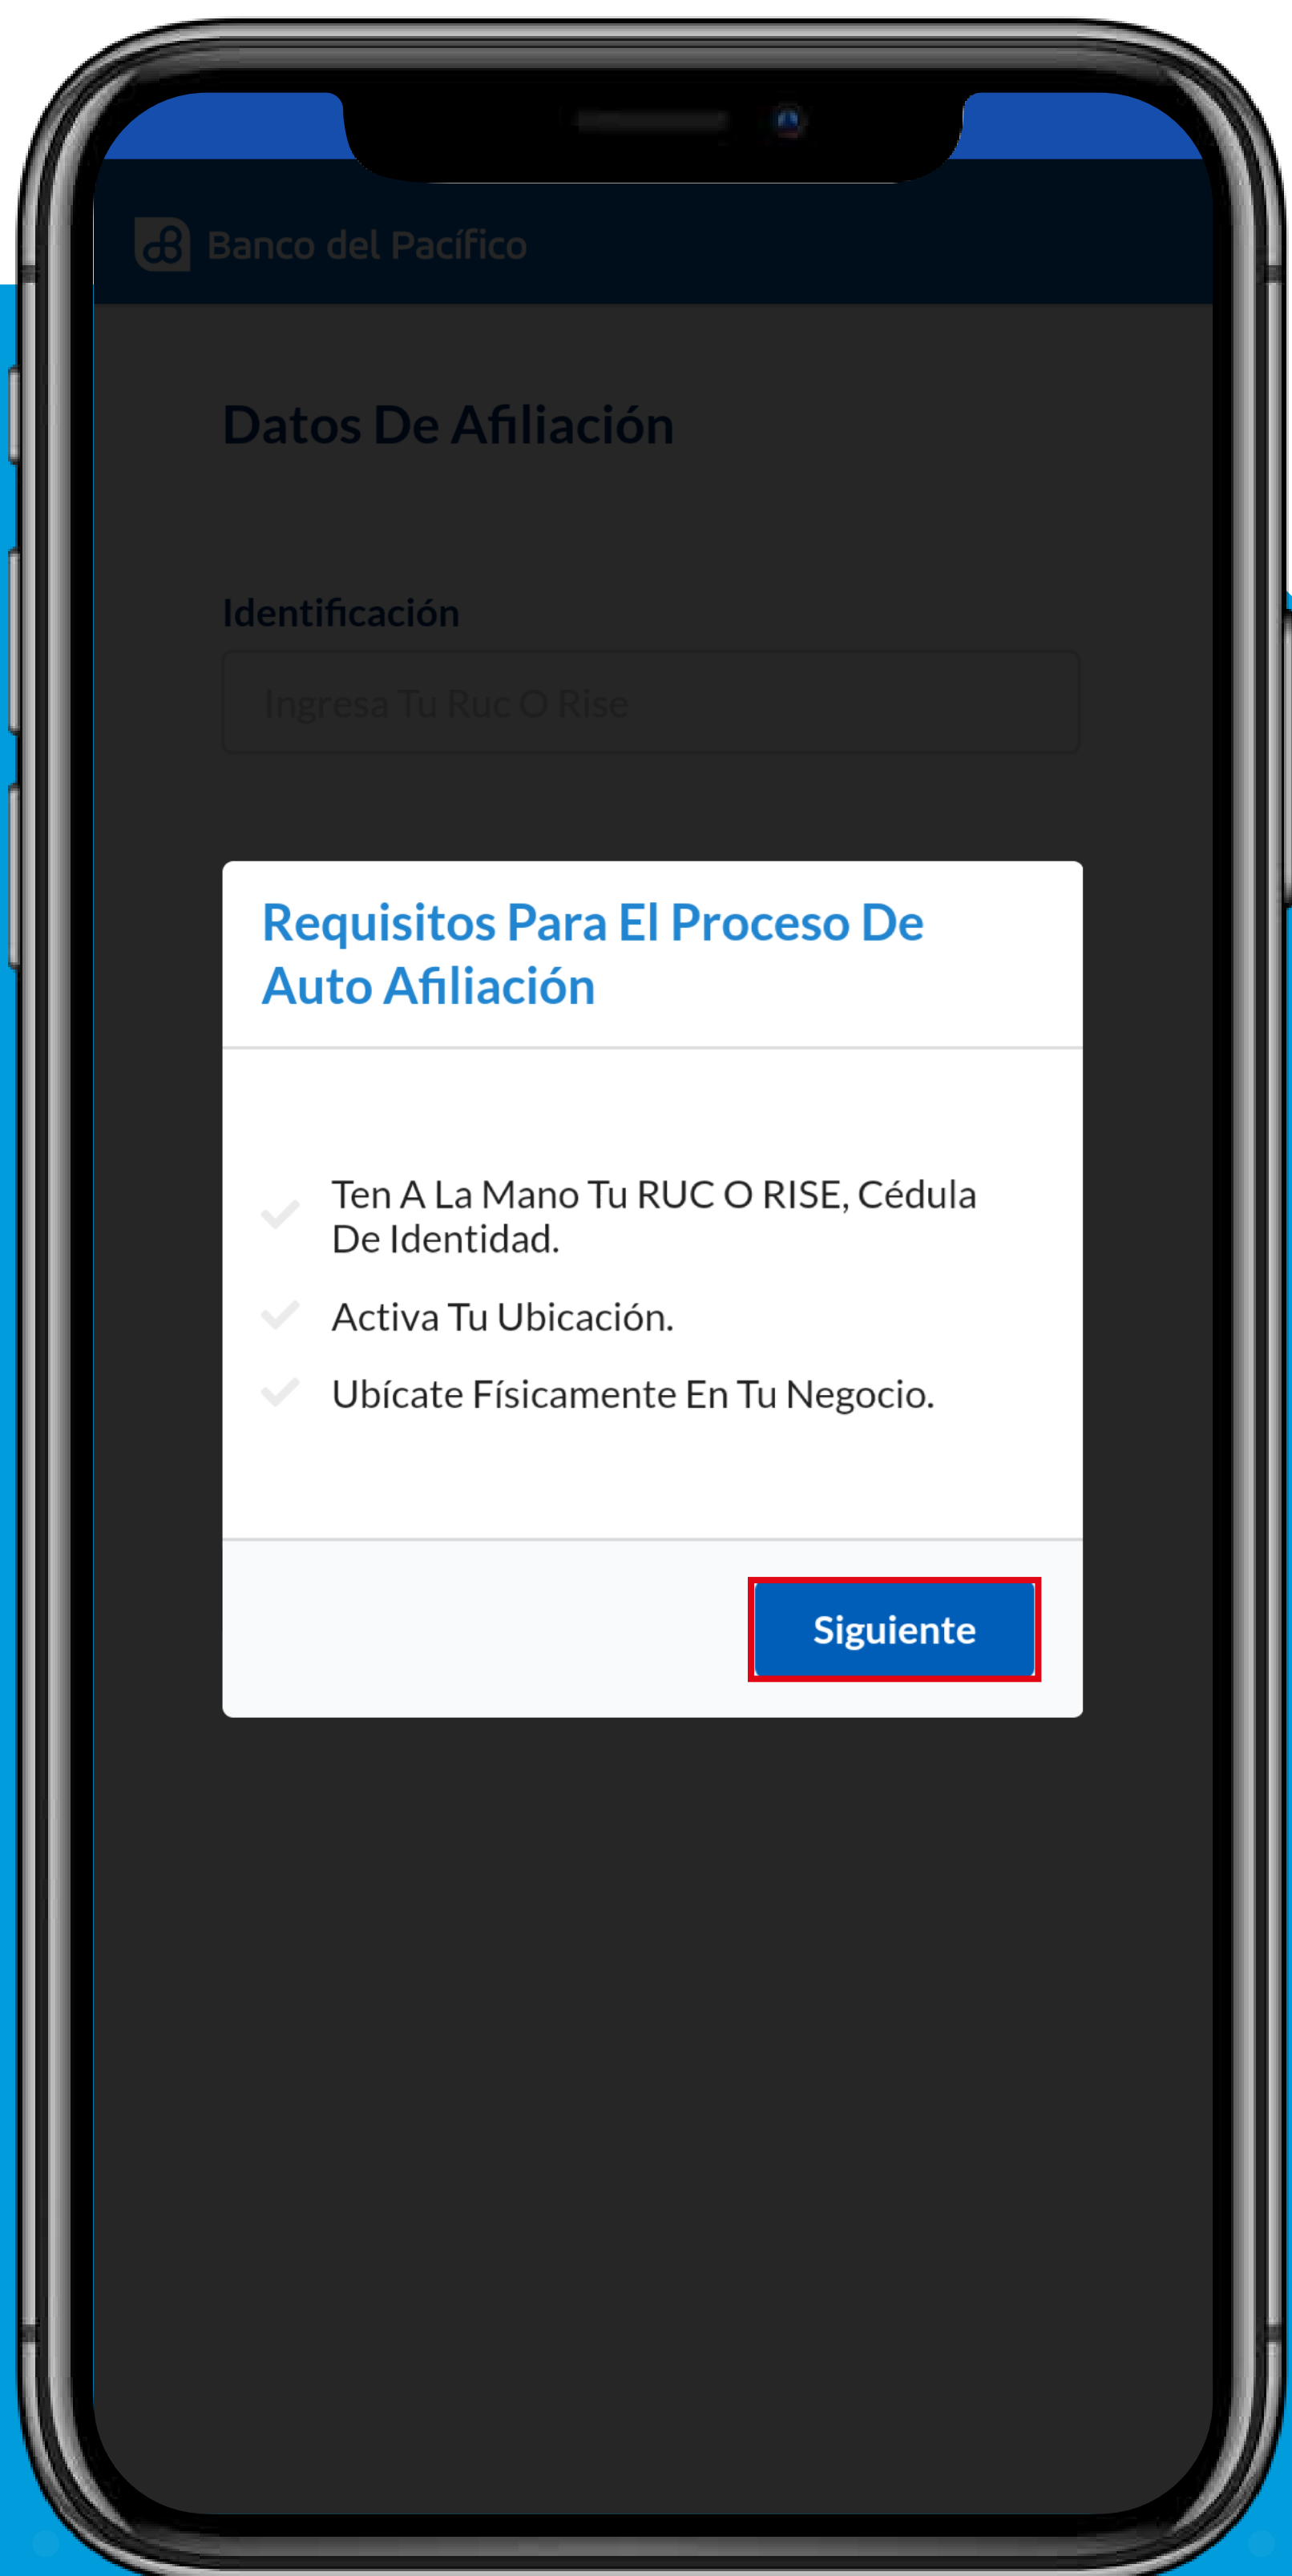 Banco del Pacífico
Datos De Afiliación
Identificación
Ingresa Tu Ruc O Rise
Requisitos Para El Proceso De
Auto Afiliación
Ten A La Mano Tu RUC O RISE, Cédula
De Identidad.
Activa Tu Ubicación.
Ubícate Físicamente En Tu Negocio.
Siguiente